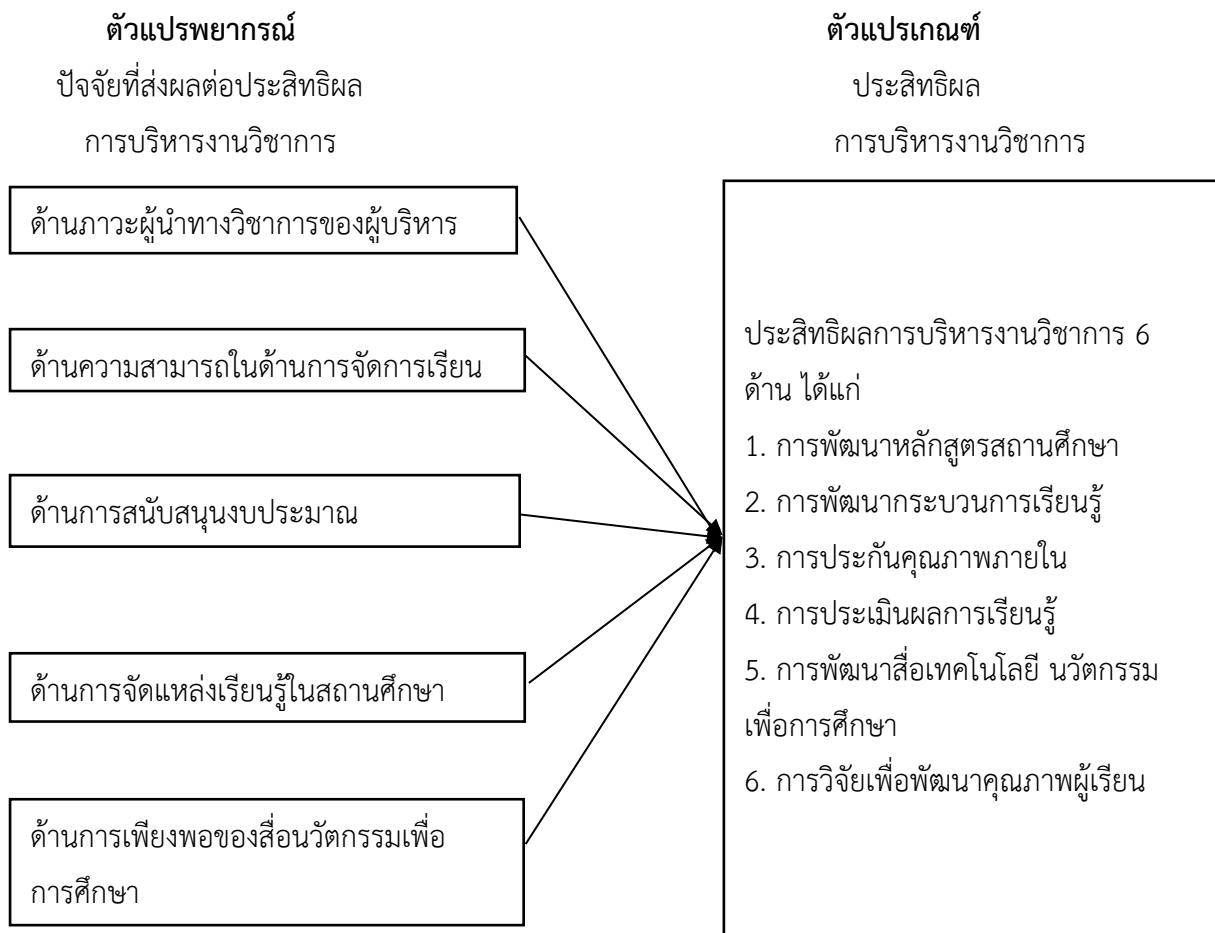 ตัวแปรพยากรณ์
ปัจจัยที่ส่งผลต่อประสิทธิผล
การบริหารงานวิชาการ
ด้านภาวะผู้นำทางวิชาการของผู้บริหาร
ด้านความสามารถในด้านการจัดการเรียน
ด้านการสนับสนุนงบประมาณ
ด้านการจัดแหล่งเรียนรู้ในสถานศึกษา
ด้านการเพียงพอของสื่อนวัตกรรมเพื่อ
การศึกษา
ตัวแปรเกณฑ์
ประสิทธิผล
การบริหารงานวิชาการ
ประสิทธิผลการบริหารงานวิชาการ 6
ด้าน ได้แก่
1. การพัฒนาหลักสูตรสถานศึกษา
2. การพัฒนากระบวนการเรียนรู้
3. การประกันคุณภาพภายใน
4. การประเมินผลการเรียนรู้
5. การพัฒนาสื่อเทคโนโลยี นวัตกรรม
เพื่อการศึกษา
6. การวิจัยเพื่อพัฒนาคุณภาพผู้เรียน